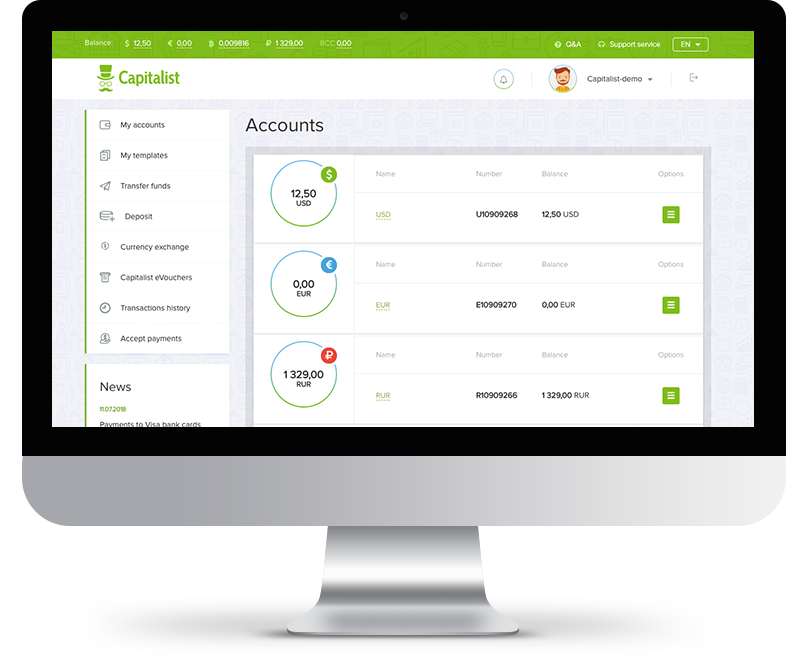 Balance: $ 12,50 € 0,00 ₿ 0,009816 ₽ 1 329,00 BCC 0,00 Q&A Support service EN
Capitalist
Capitalist-demo
My accounts
My templates
Transfer funds
Deposit
Currency exchange
Capitalist eVouchers
Transactions history
Accept payments
News
11.07.2018
Payments to Visa bank cards
Accounts
$
12,50
USD
Name Number Balance Options
USD U10909268 12,50 USD
€
0,00
EUR
Name Number Balance Options
EUR E10909270 0,00 EUR
₽
1 329,00
RUR
Name Number Balance Options
RUR R10909266 1 329,00 RUR